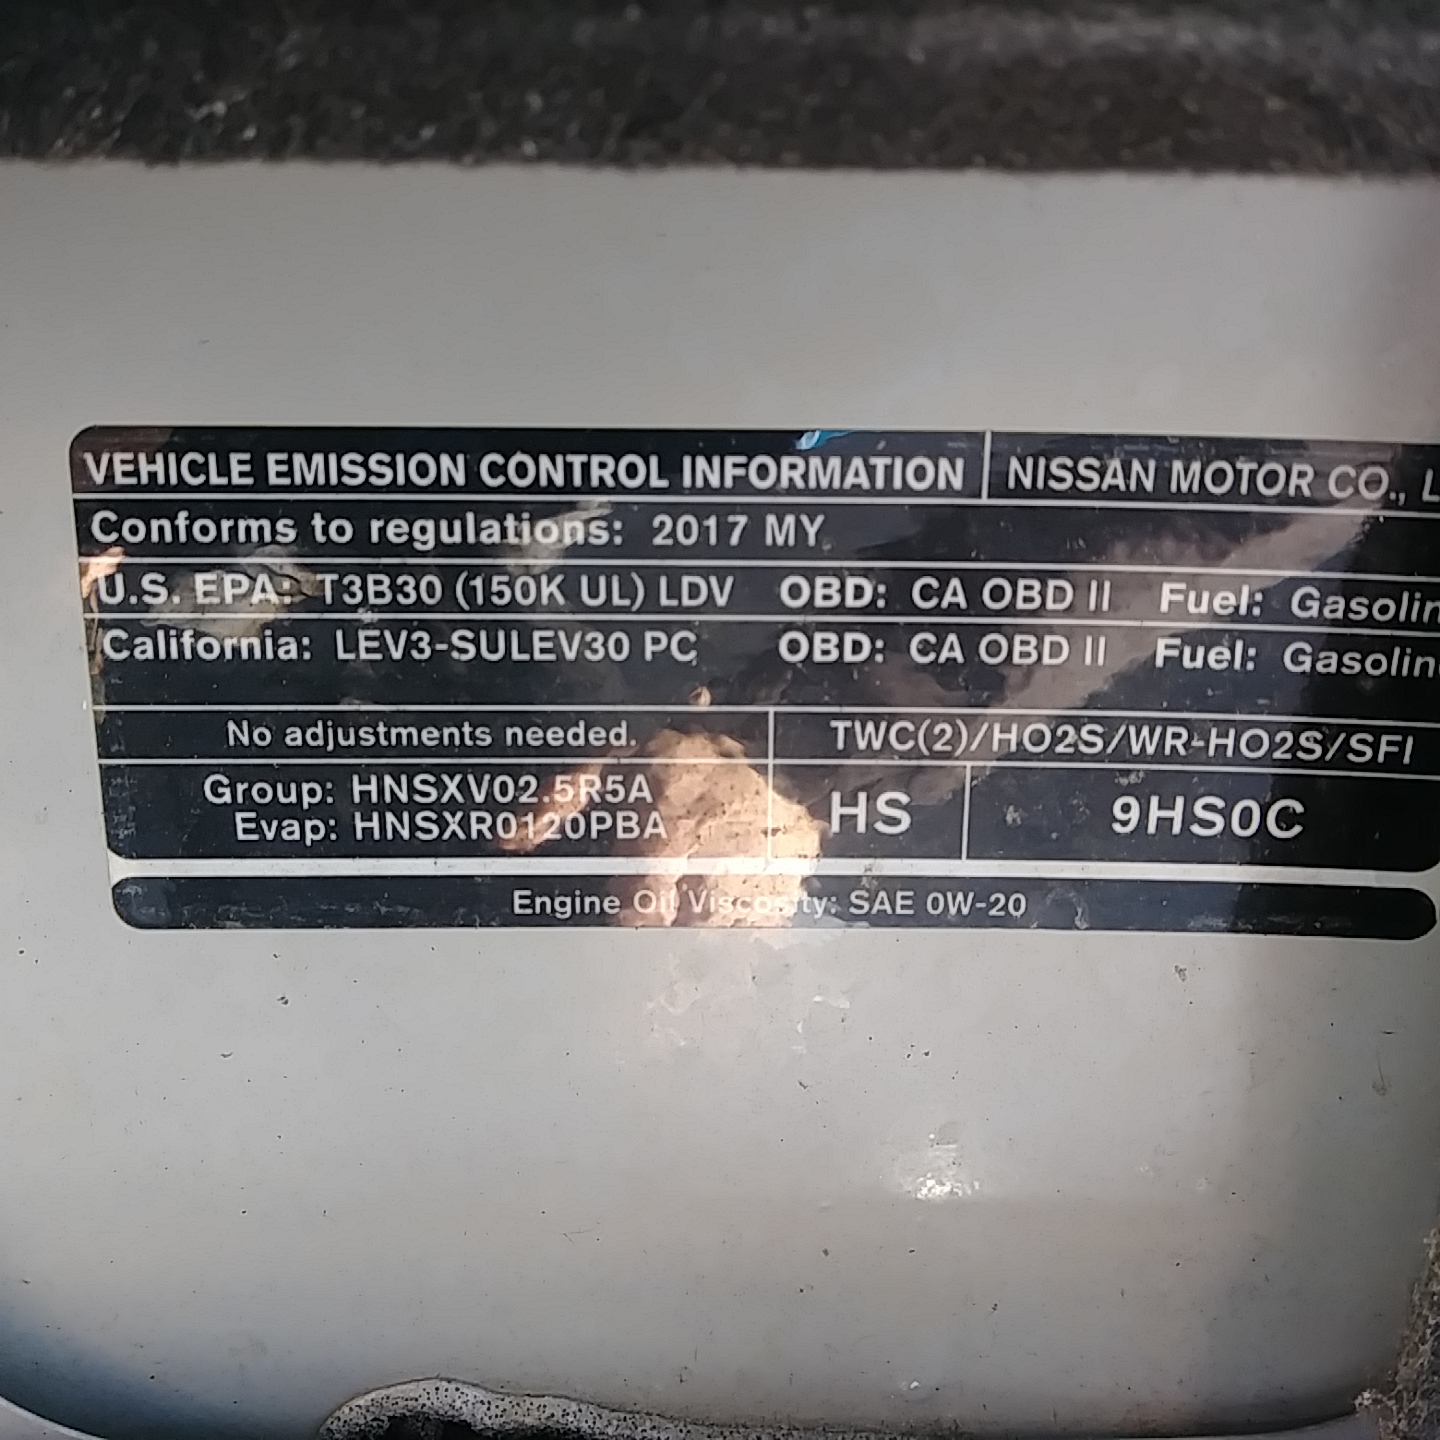 VEHICLE EMISSION CONTROL INFORMATION NISSAN MOTOR CO.,
Conforms to regulations: 2017 MY
U.S. EPA: T3B30 (150K UL) LDV OBD: CA OBD II Fuel:
California: LEV3-SULEV30 PC OBD: CA OBD II Fuel:
No adjustments needed. TWC(2)/HO2S/WR-HO2S/SFI
Group: HNSXV02.5R5A
Evap: HNSXR0120PBA
HS 9HS0C
Engine Oil Viscosity: SAE 0W-20